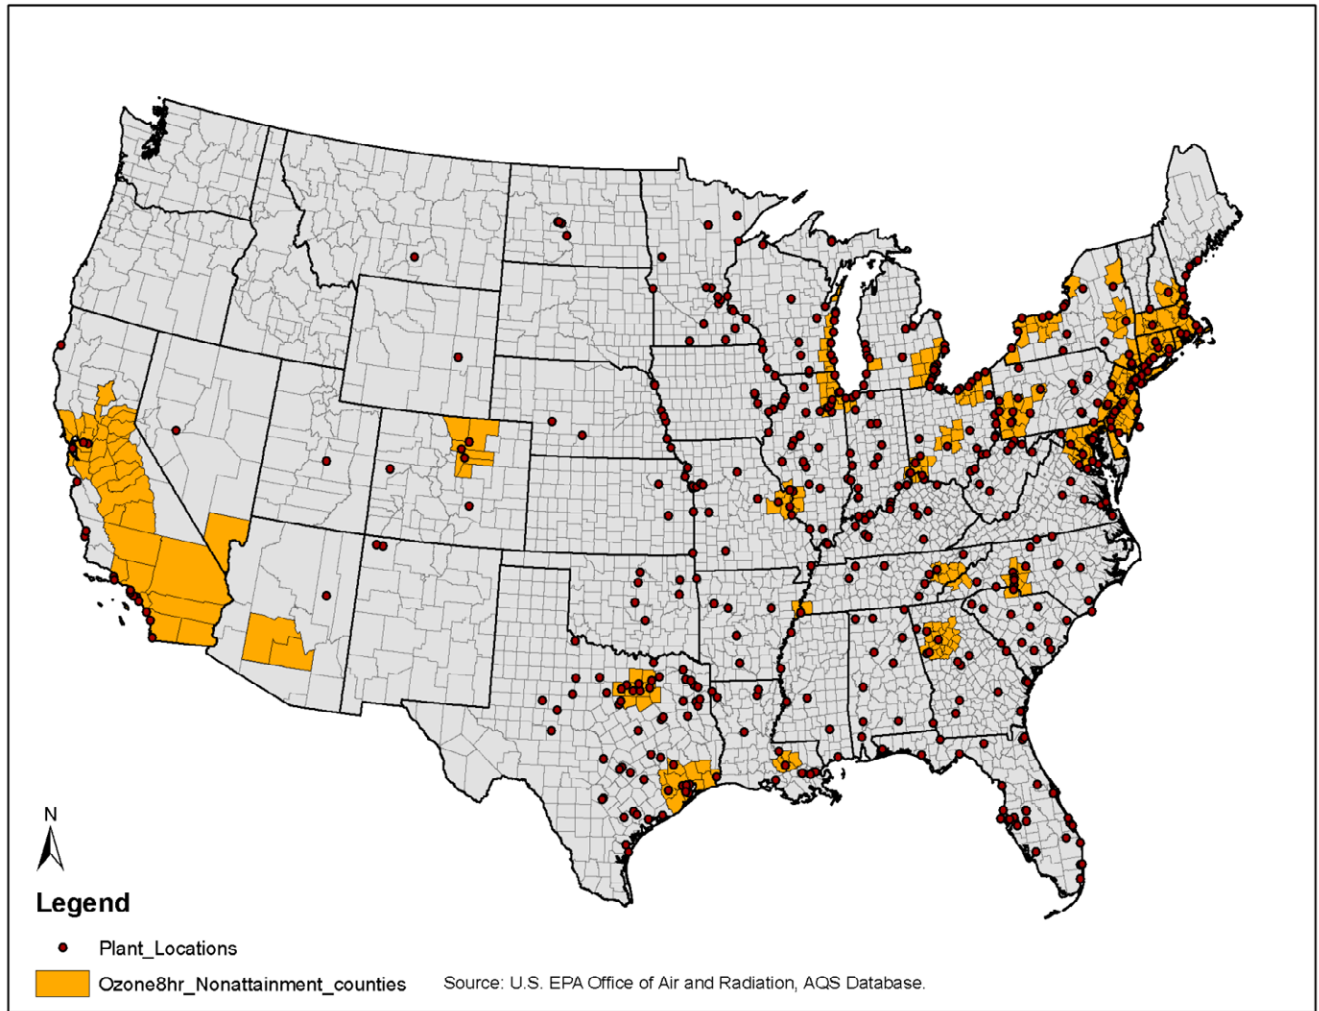 N
Legend
Plant_Locations
Ozone8hr_Nonattainment_counties
Source: U.S. EPA Office of Air and Radiation, AQS Database.